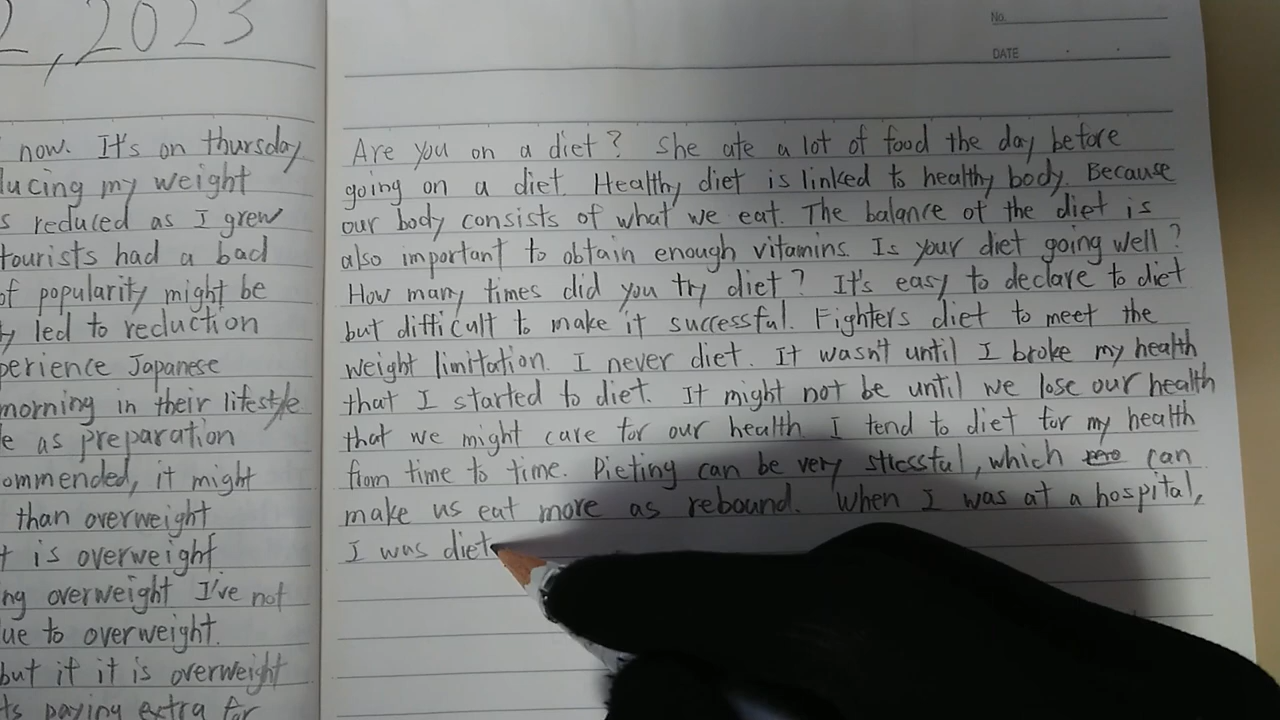 2, 2023
now. It's on thursday
ucing my weight
s reduced as I grew
tourists had a bad
of popularity might be
led to reduction
perience Japanese
morning in their lifestyle
e as preparation
ommended, it might
than overweight
t is overweight.
ng overweight I've not
ue to overweight.
but if it is overweight
ts paying extra for
No.
DATE
Are you on a diet? She ate a lot of food the day before
going on a diet. Healthy diet is linked to healthy body. Because
our body consists of what we eat. The balance of the diet is
also important to obtain enough vitamins. Is your diet going well?
How many times did you try diet? It's easy to declare to diet
but difficult to make it successful. Fighters diet to meet the
weight limitation. I never diet. It wasn't until I broke my health
that I started to diet. It might not be until we lose our health
that we might care for our health. I tend to diet for my health
from time to time. Dieting can be very stressful, which can
make us eat more as rebound. When I was at a hospital,
I was diet